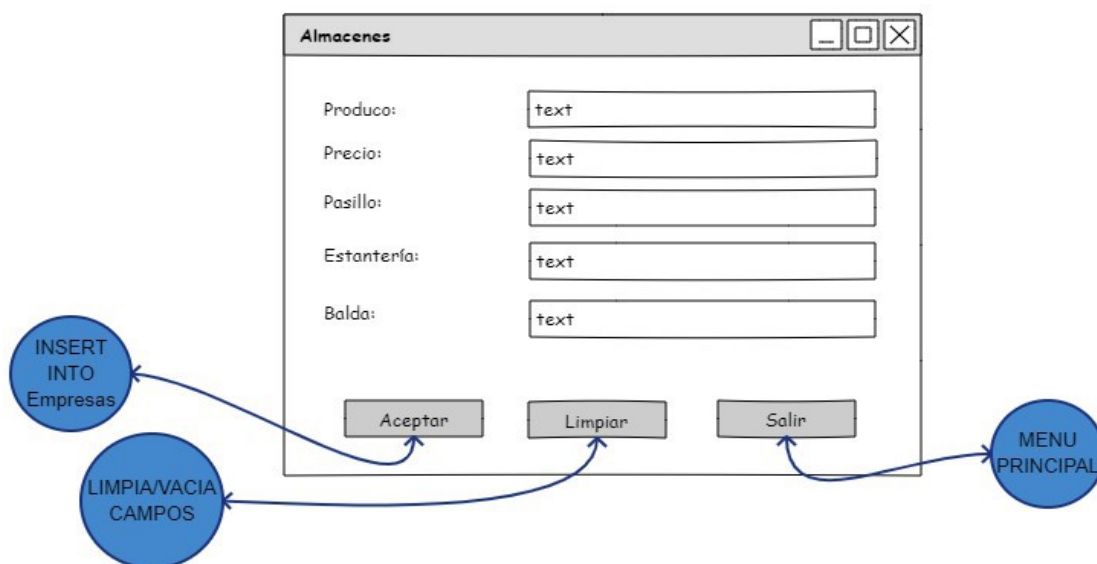 Almacenes
Produco:
text
Precio:
text
Pasillo:
text
Estantería:
text
Balda:
text
INSERT
INTO
Empresas
Aceptar
Limpiar
Salir
MENU
PRINCIPAL
LIMPIA/VACIA
CAMPOS